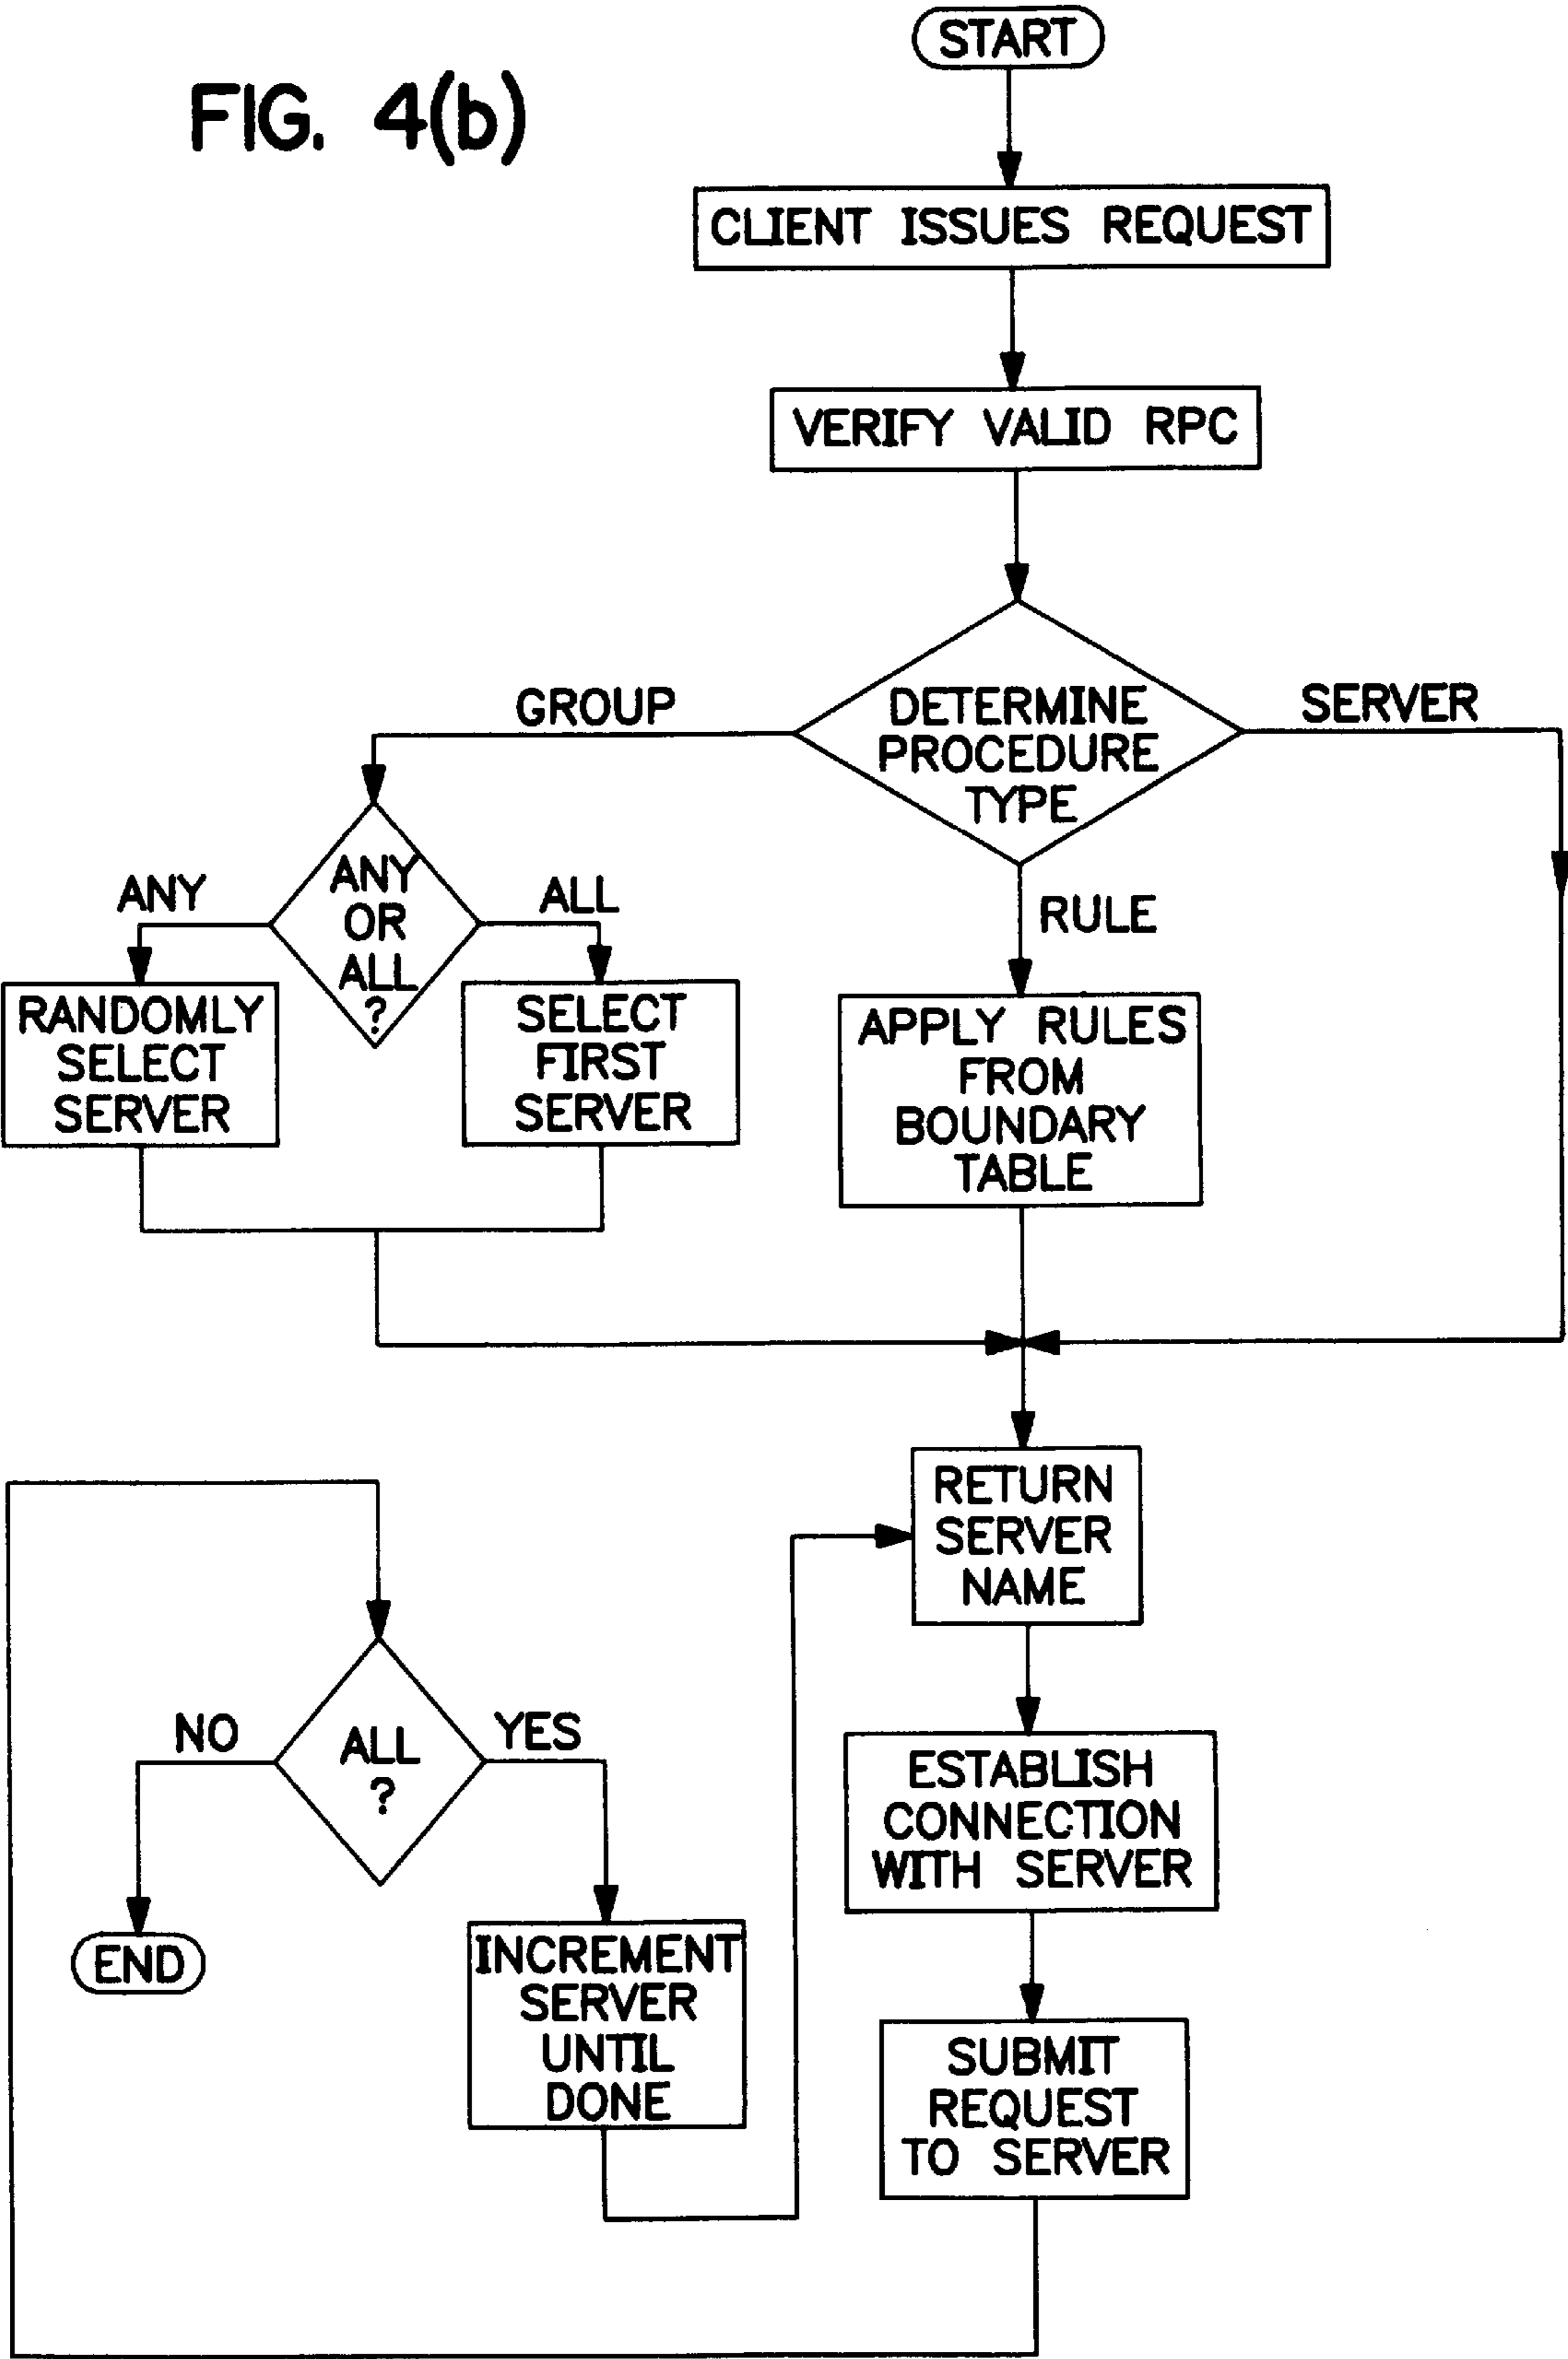 FIG. 4(b)
START
CLIENT ISSUES REQUEST
VERIFY VALID RPC
DETERMINE
PROCEDURE
TYPE
GROUP
SERVER
RULE
ANY
OR
ALL
?
ANY
ALL
RANDOMLY
SELECT
SERVER
SELECT
FIRST
SERVER
APPLY RULES
FROM
BOUNDARY
TABLE
RETURN
SERVER
NAME
ESTABLISH
CONNECTION
WITH SERVER
SUBMIT
REQUEST
TO SERVER
ALL
?
NO
YES
END
INCREMENT
SERVER
UNTIL
DONE